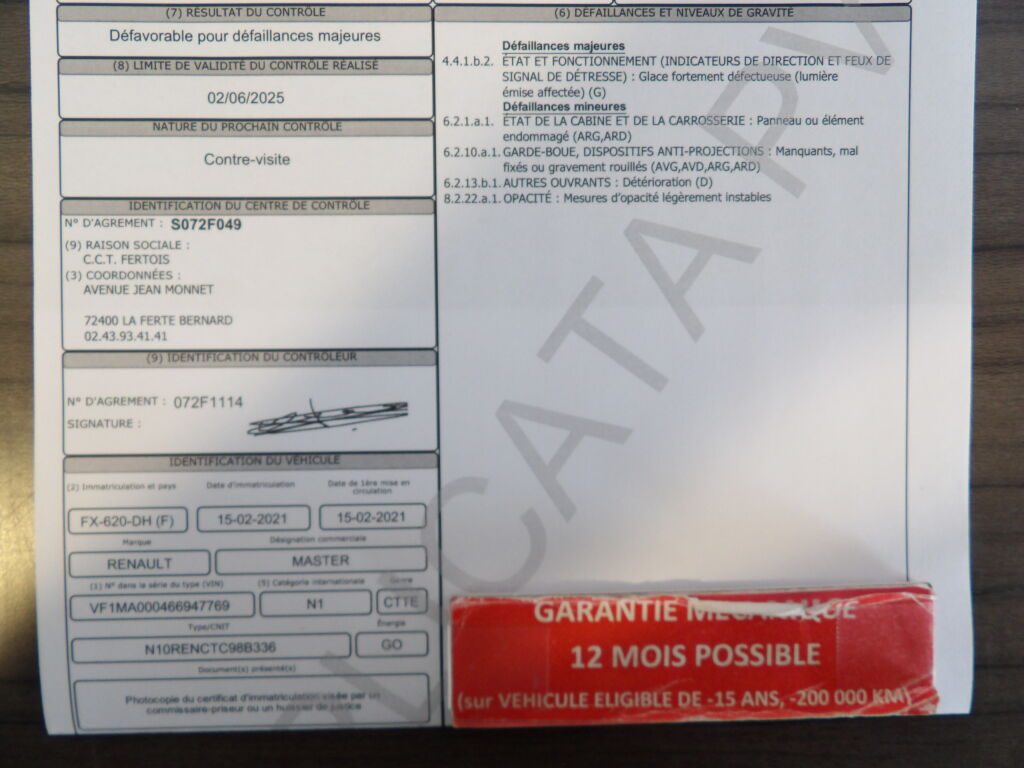 (7) RÉSULTAT DU CONTRÔLE
Défavorable pour défaillances majeures
(8) LIMITE DE VALIDITÉ DU CONTRÔLE RÉALISÉ
02/06/2025
NATURE DU PROCHAIN CONTRÔLE
Contre-visite
IDENTIFICATION DU CENTRE DE CONTRÔLE
N° D'AGREMENT : S072F049
(9) RAISON SOCIALE :
C.C.T. FERTOIS
(3) COORDONNÉES :
AVENUE JEAN MONNET
72400 LA FERTE BERNARD
02.43.93.41.41
(9) IDENTIFICATION DU CONTRÔLEUR
N° D'AGREMENT : 072F1114
SIGNATURE :
IDENTIFICATION DU VÉHICULE
(2) Immatriculation et pays
Date d'immatriculation
Date de 1ère mise en
circulation
FX-620-DH (F)
15-02-2021
15-02-2021
Marque
Désignation commerciale
RENAULT
MASTER
(1) N° dans la série du type (VIN)
(5) Catégorie internationale
Genre
VF1MA000466947769
N1
CTTE
Type/CNIT
Énergie
N10RENCTC98B336
GO
Document(s) présenté(s)
Photocopie du certificat d'immatriculation visée par un
commissaire-priseur ou un huissier de justice
(6) DÉFAILLANCES ET NIVEAUX DE GRAVITÉ
Défaillances majeures
4.4.1.b.2. ÉTAT ET FONCTIONNEMENT (INDICATEURS DE DIRECTION ET FEUX DE
SIGNAL DE DÉTRESSE) : Glace fortement défectueuse (lumière
émise affectée) (G)
Défaillances mineures
6.2.1.a.1. ÉTAT DE LA CABINE ET DE LA CARROSSERIE : Panneau ou élément
endommagé (ARG,ARD)
6.2.10.a.1. GARDE-BOUE, DISPOSITIFS ANTI-PROJECTIONS : Manquants, mal
fixés ou gravement rouillés (AVG,AVD,ARG,ARD)
6.2.13.b.1. AUTRES OUVRANTS : Détérioration (D)
8.2.22.a.1. OPACITÉ : Mesures d'opacité légèrement instables
GARANTIE MECANIQUE
12 MOIS POSSIBLE
(sur VEHICULE ELIGIBLE DE -15 ANS, -200 000 KM)